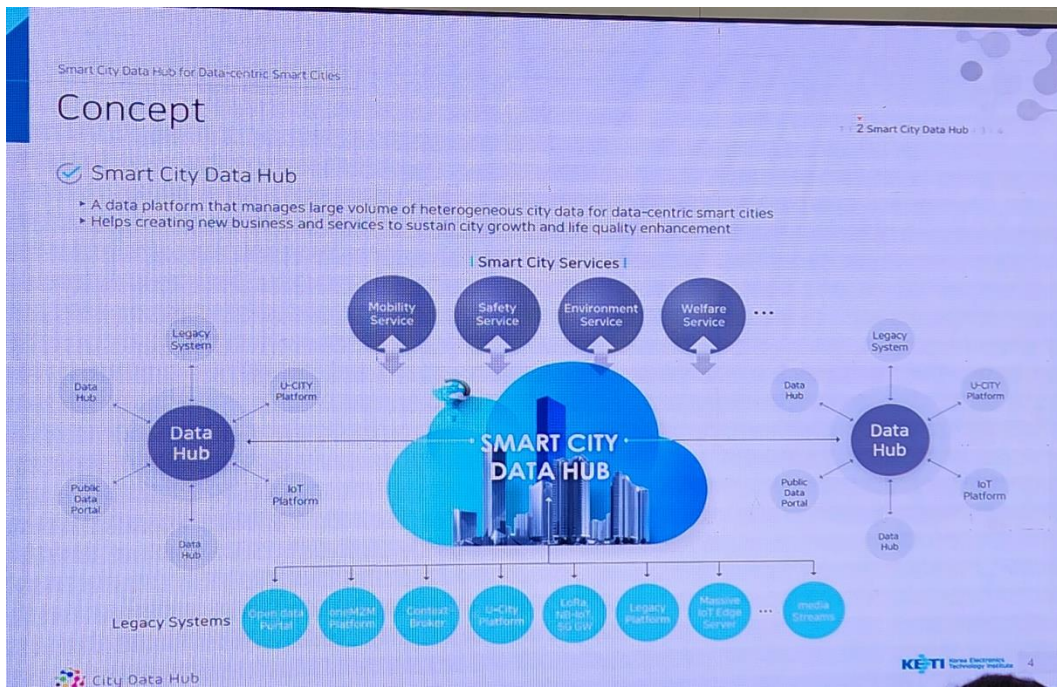 Smart City Data Hub for Data-centric Smart Cities
Concept
2 Smart City Data Hub
Smart City Data Hub
A data platform that manages large volume of heterogeneous city data for data-centric smart cities
Helps creating new business and services to sustain city growth and life quality enhancement
Smart City Services
Mobility
Service
Safety
Service
Environment
Service
Welfare
Service
...
Legacy
System
Data
Hub
U-CITY
Platform
Data
Hub
Public
Data
Portal
IoT
Platform
Data
Hub
SMART CITY
DATA HUB
Legacy
System
Data
Hub
U-CITY
Platform
Data
Hub
Public
Data
Portal
IoT
Platform
Data
Hub
Legacy Systems
Open data
Portal
oneM2M
Platform
Context
Broker
U-City
Platform
LoRa,
NB-IoT,
5G GW
Legacy
Platform
Massive
IoT Edge
Server
...
media
Streams
City Data Hub
KETI
Korea Electronics
Technology Institute
4